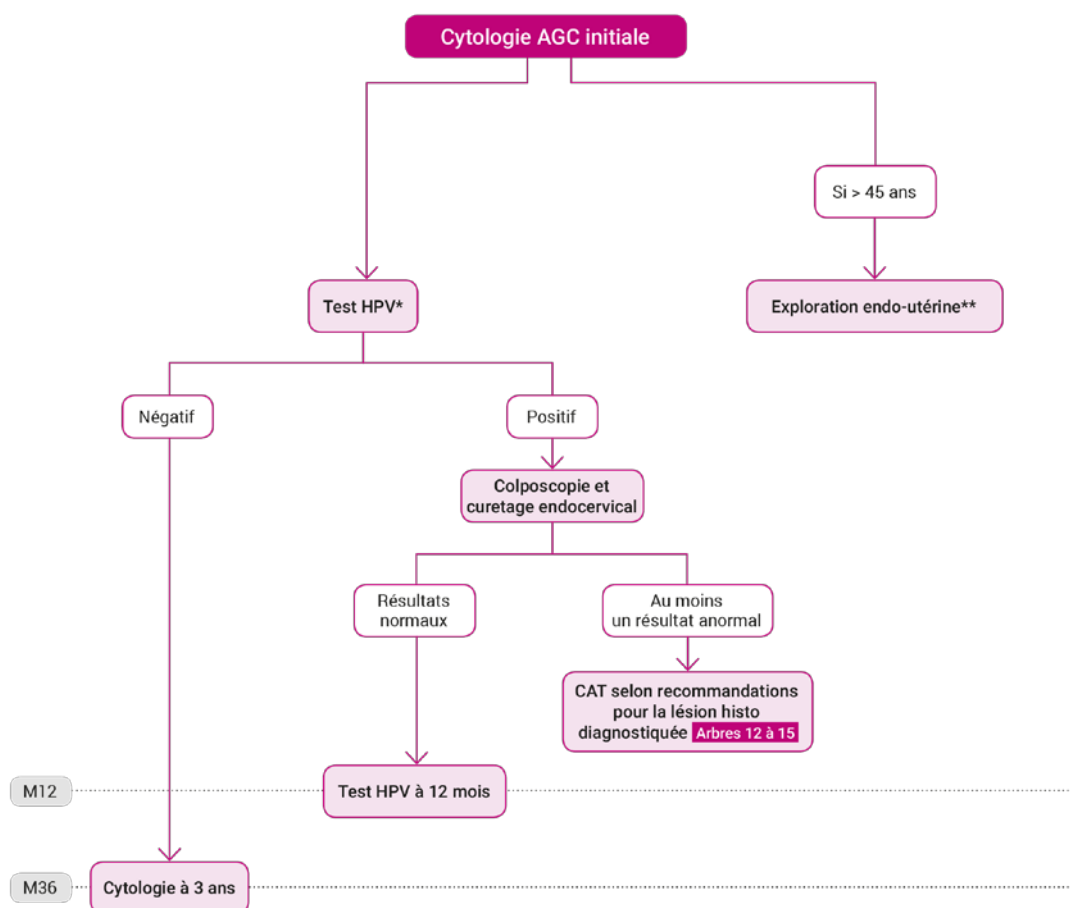 Cytologie AGC initiale
Si > 45 ans
Test HPV*
Exploration endo-utérine**
Négatif
Positif
Colposcopie et
curetage endocervical
Résultats
normaux
Au moins
un résultat anormal
CAT selon recommandations
pour la lésion histo
diagnostiquée Arbres 12 à 15
M12
Test HPV à 12 mois
M36
Cytologie à 3 ans